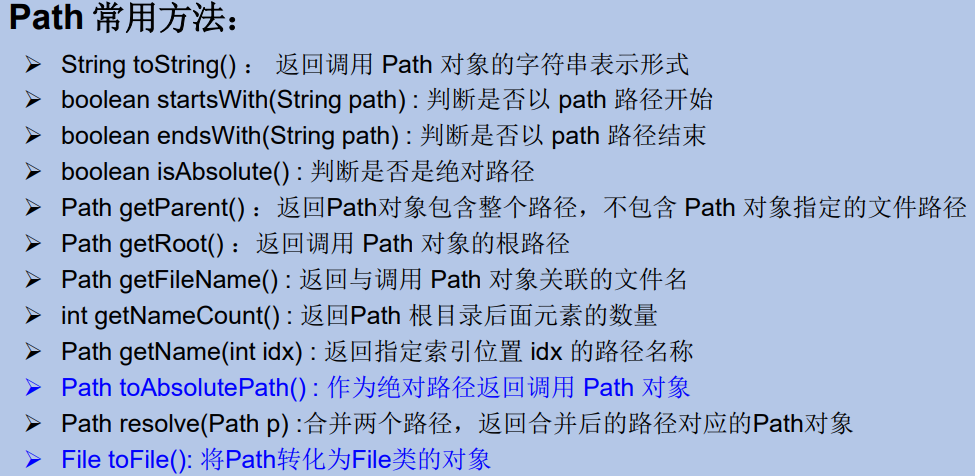 Path 常用方法：
➢ String toString() ： 返回调用 Path 对象的字符串表示形式
➢ boolean startsWith(String path) : 判断是否以 path 路径开始
➢ boolean endsWith(String path) : 判断是否以 path 路径结束
➢ boolean isAbsolute() : 判断是否是绝对路径
➢ Path getParent() ：返回Path对象包含整个路径，不包含 Path 对象指定的文件路径
➢ Path getRoot() ：返回调用 Path 对象的根路径
➢ Path getFileName() : 返回与调用 Path 对象关联的文件名
➢ int getNameCount() : 返回Path 根目录后面元素的数量
➢ Path getName(int idx) : 返回指定索引位置 idx 的路径名称
➢ Path toAbsolutePath() : 作为绝对路径返回调用 Path 对象
➢ Path resolve(Path p) :合并两个路径，返回合并后的路径对应的Path对象
➢ File toFile(): 将Path转化为File类的对象